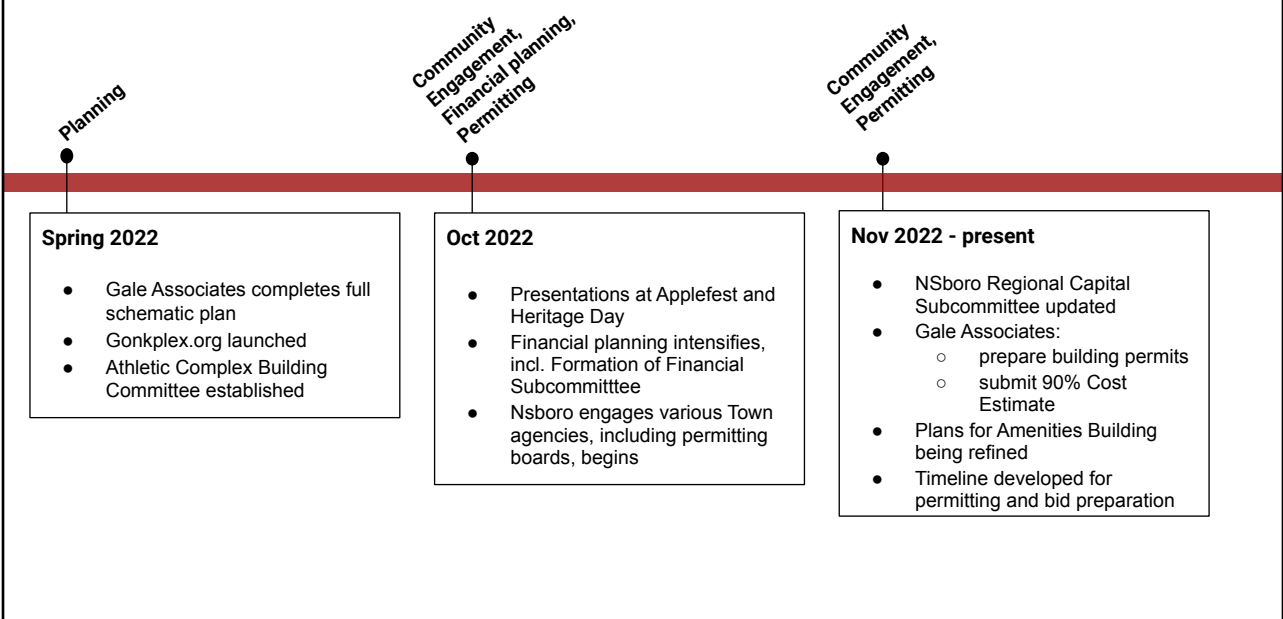 Planning
Community
Engagement,
Financial planning,
Permitting
Community
Engagement,
Permitting
Spring 2022
● Gale Associates completes full
schematic plan
● Gonkplex.org launched
● Athletic Complex Building
Committee established
Oct 2022
● Presentations at Applefest and
Heritage Day
● Financial planning intensifies,
incl. Formation of Financial
Subcommitttee
● Nsboro engages various Town
agencies, including permitting
boards, begins
Nov 2022 - present
● NSboro Regional Capital
Subcommittee updated
● Gale Associates:
○ prepare building permits
○ submit 90% Cost
Estimate
● Plans for Amenities Building
being refined
● Timeline developed for
permitting and bid preparation